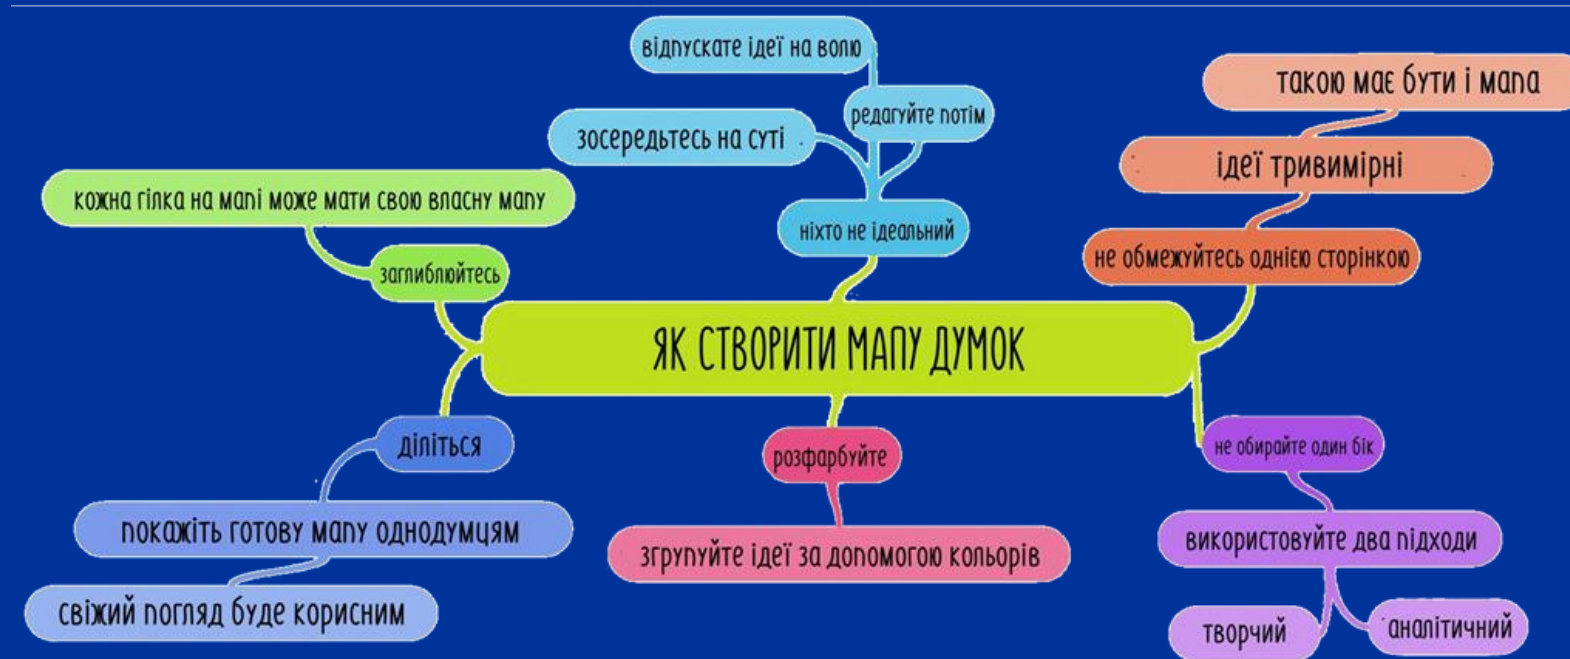 відпускате ідеї на волю
редагуйте потім
зосередьтесь на суті
ніхто не ідеальний
такою має бути і мапа
ідеї тривимірні
не обмежуйтесь однією сторінкою
кожна гілка на мапі може мати свою власну мапу
заглиблюйтесь
ЯК СТВОРИТИ МАПУ ДУМОК
діліться
покажіть готову мапу однодумцям
свіжий погляд буде корисним
розфарбуйте
згрупуйте ідеї за допомогою кольорів
не обирайте один бік
використовуйте два підходи
творчий
аналітичний